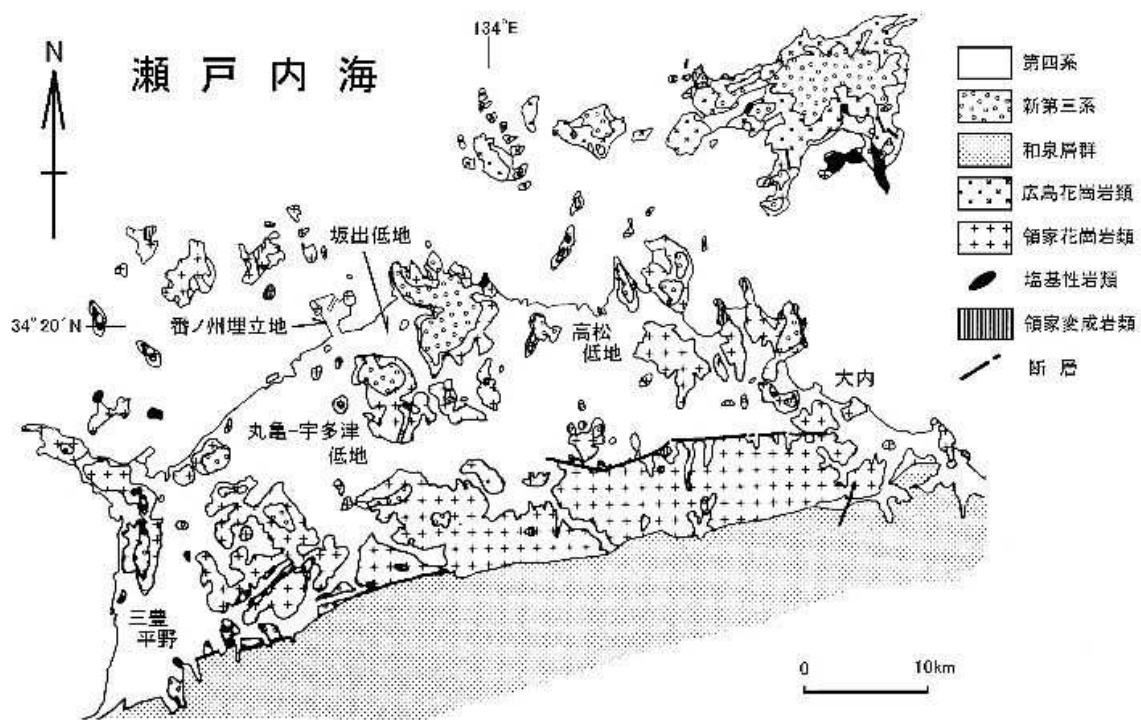 134°E
N
瀬戸内海
第四系
新第三系
和泉層群
広島花崗岩類
領家花崗岩類
塩基性岩類
領家変成岩類
断層
坂出低地
34°20′N
番ノ州埋立地
高松
低地
大内
丸亀-宇多津
低地
三豊
平野
0
10km